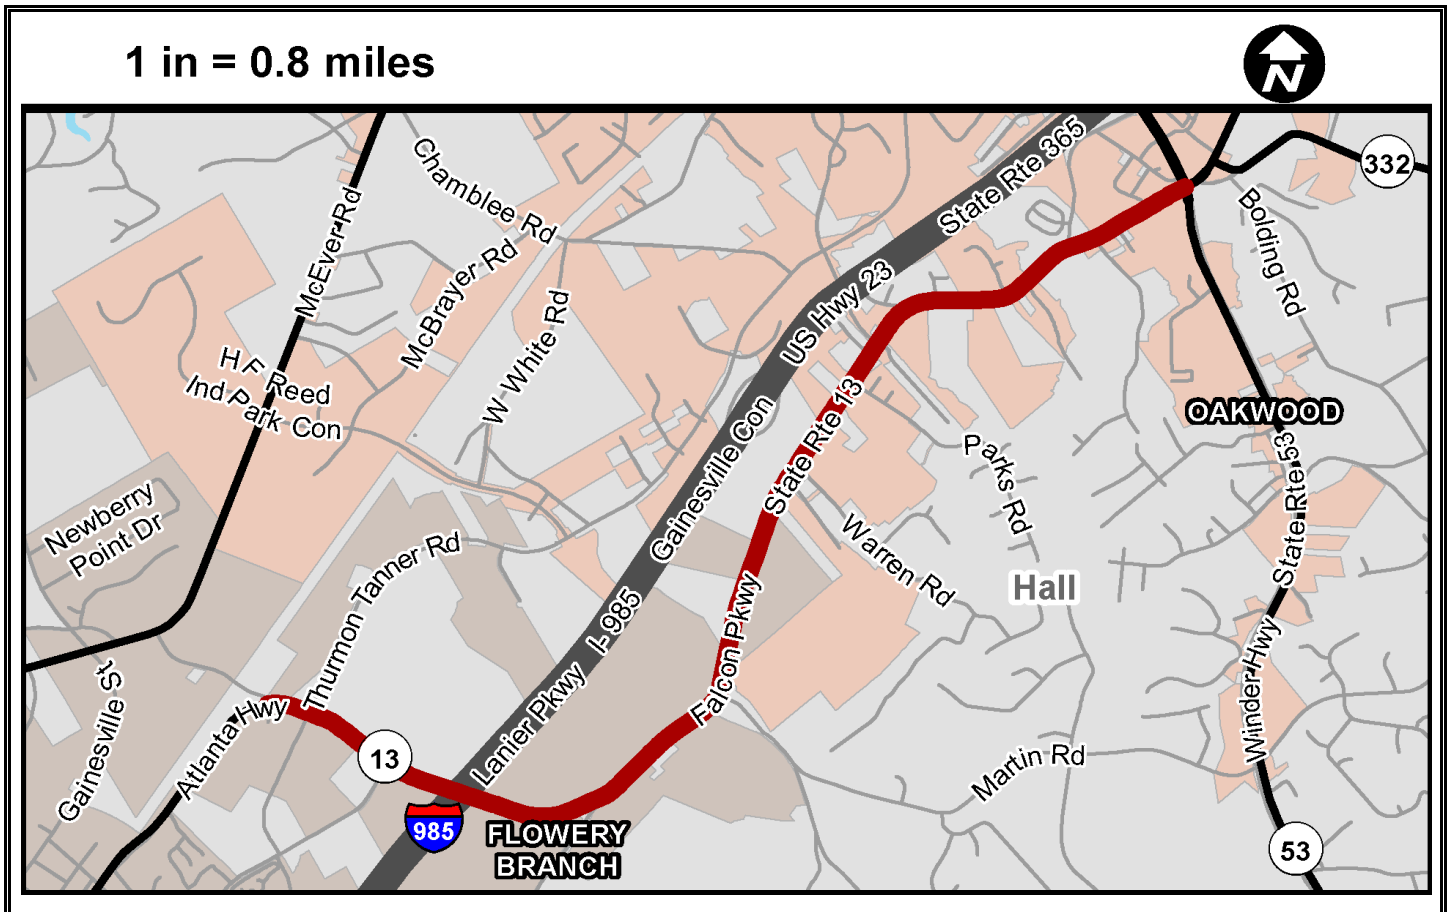 1 in = 0.8 miles
N
State Rte 365
332
Chamblee Rd
McEver Rd
McBrayer Rd
Bolding Rd
US Hwy 23
W White Rd
H F Reed
Ind Park Con
State Rte 13
Gainesville Con
OAKWOOD
Parks Rd
State Rte 53
Newberry
Point Dr
Thurmon Tanner Rd
Warren Rd
Hall
I- 985
Falcon Pkwy
Winder Hwy
Gainesville St
Atlanta Hwy
Lanier Pkwy
13
Martin Rd
985
FLOWERY
BRANCH
53